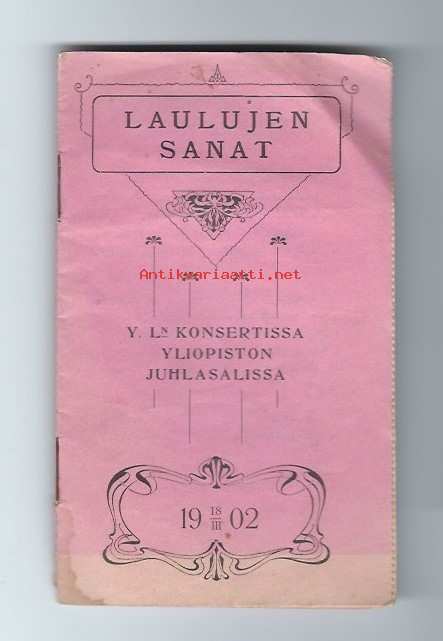 LAULUJEN
SANAT
Antikvariaatti.net
Y. LN KONSERTISSA
YLIOPISTON
JUHLASALISSA
19 18/III 02